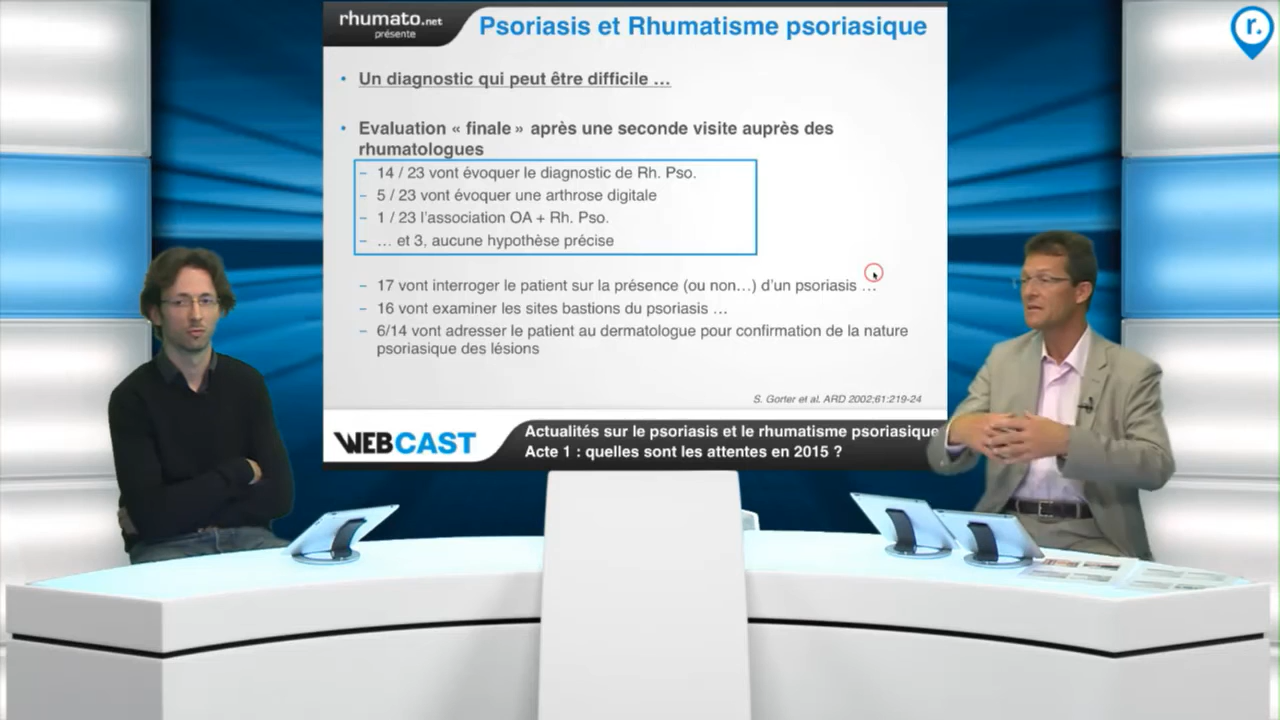 rhumato.net
présente
Psoriasis et Rhumatisme psoriasique
r.
• Un diagnostic qui peut être difficile …
• Evaluation « finale » après une seconde visite auprès des
rhumatologues
– 14 / 23 vont évoquer le diagnostic de Rh. Pso.
– 5 / 23 vont évoquer une arthrose digitale
– 1 / 23 l'association OA + Rh. Pso.
– … et 3, aucune hypothèse précise
– 17 vont interroger le patient sur la présence (ou non…) d'un psoriasis …
– 16 vont examiner les sites bastions du psoriasis …
– 6/14 vont adresser le patient au dermatologue pour confirmation de la nature
psoriasique des lésions
S. Gorter et al. ARD 2002;61:219-24
WEBCAST
Actualités sur le psoriasis et le rhumatisme psoriasique
Acte 1 : quelles sont les attentes en 2015 ?